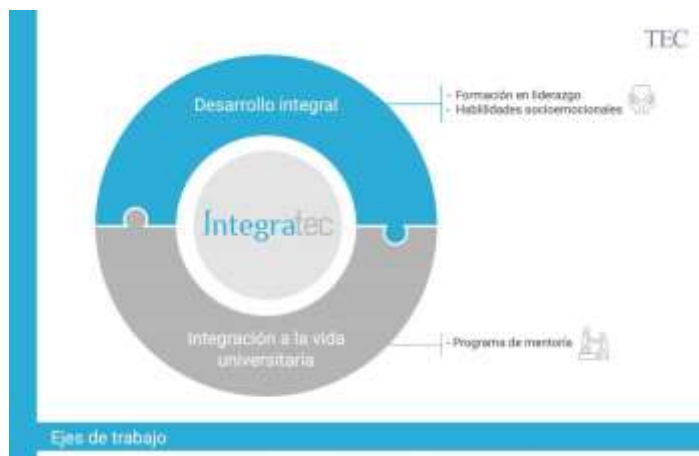 TEC
Desarrollo integral
- Formación en liderazgo
- Habilidades socioemocionales
Integratec
Integración a la vida
universitaria
- Programa de mentoría
Ejes de trabajo